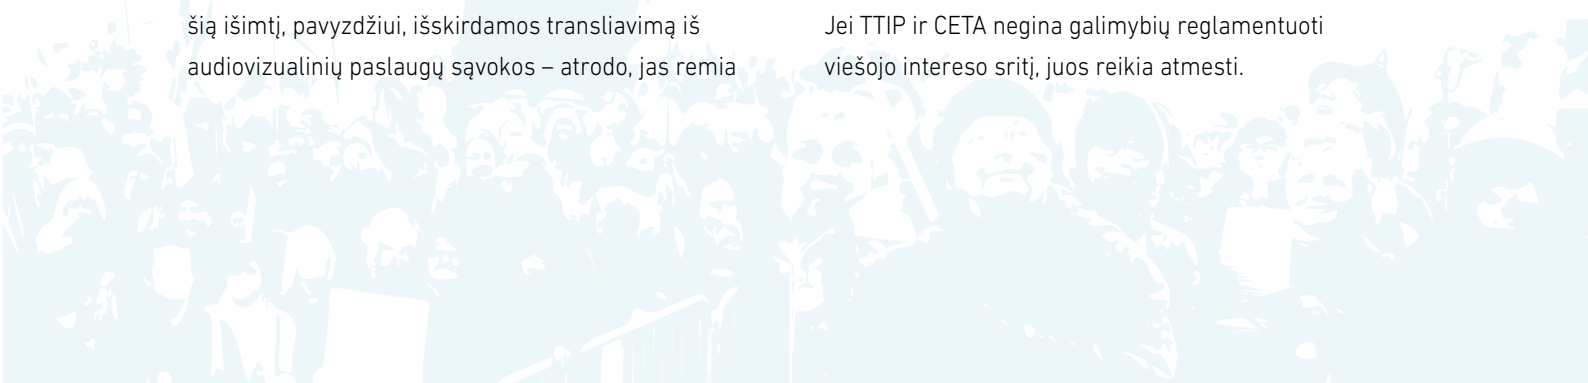 šią išimtį, pavyzdžiui, išskirdamos transliavimą iš
audiovizualinių paslaugų sąvokos – atrodo, jas remia
Jei TTIP ir CETA negina galimybių reglamentuoti
viešojo intereso sritį, juos reikia atmesti.